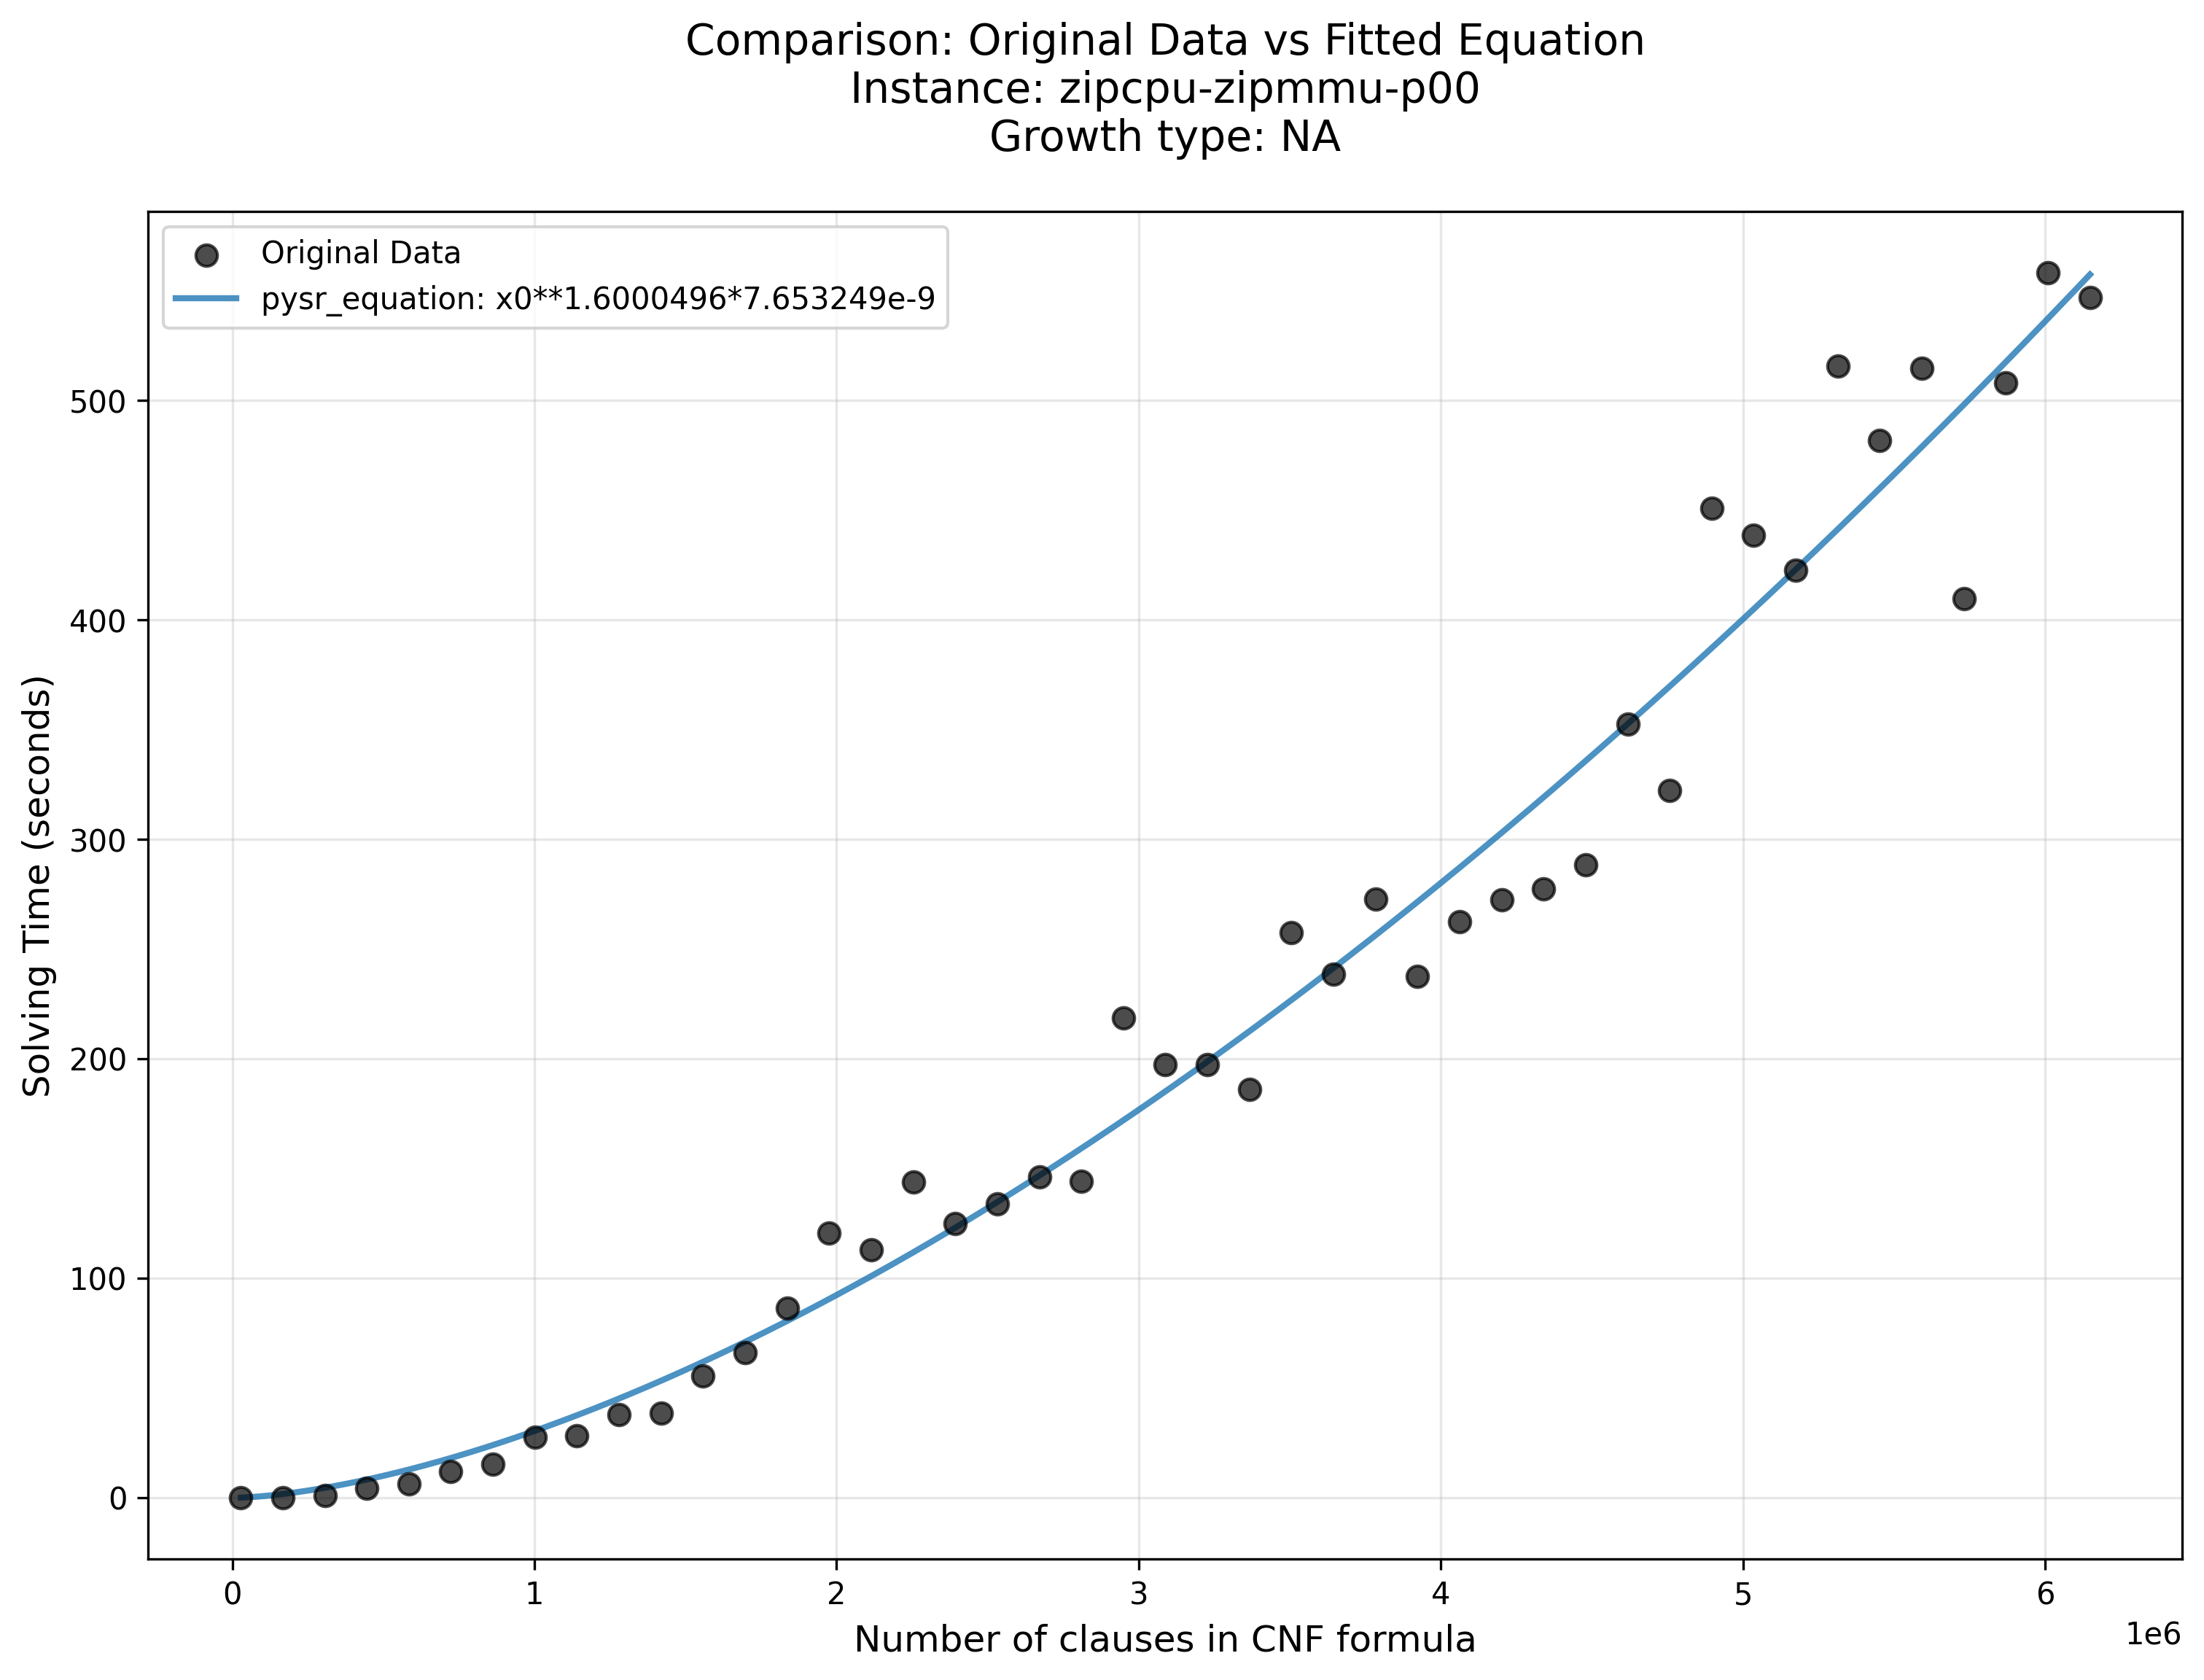 Comparison: Original Data vs Fitted Equation
Instance: zipcpu-zipmmu-p00
Growth type: NA
Original Data
pysr_equation: x0**1.6000496*7.653249e-9
Solving Time (seconds)
500
400
300
200
100
0
0 1 2 3 4 5 6
1e6
Number of clauses in CNF formula